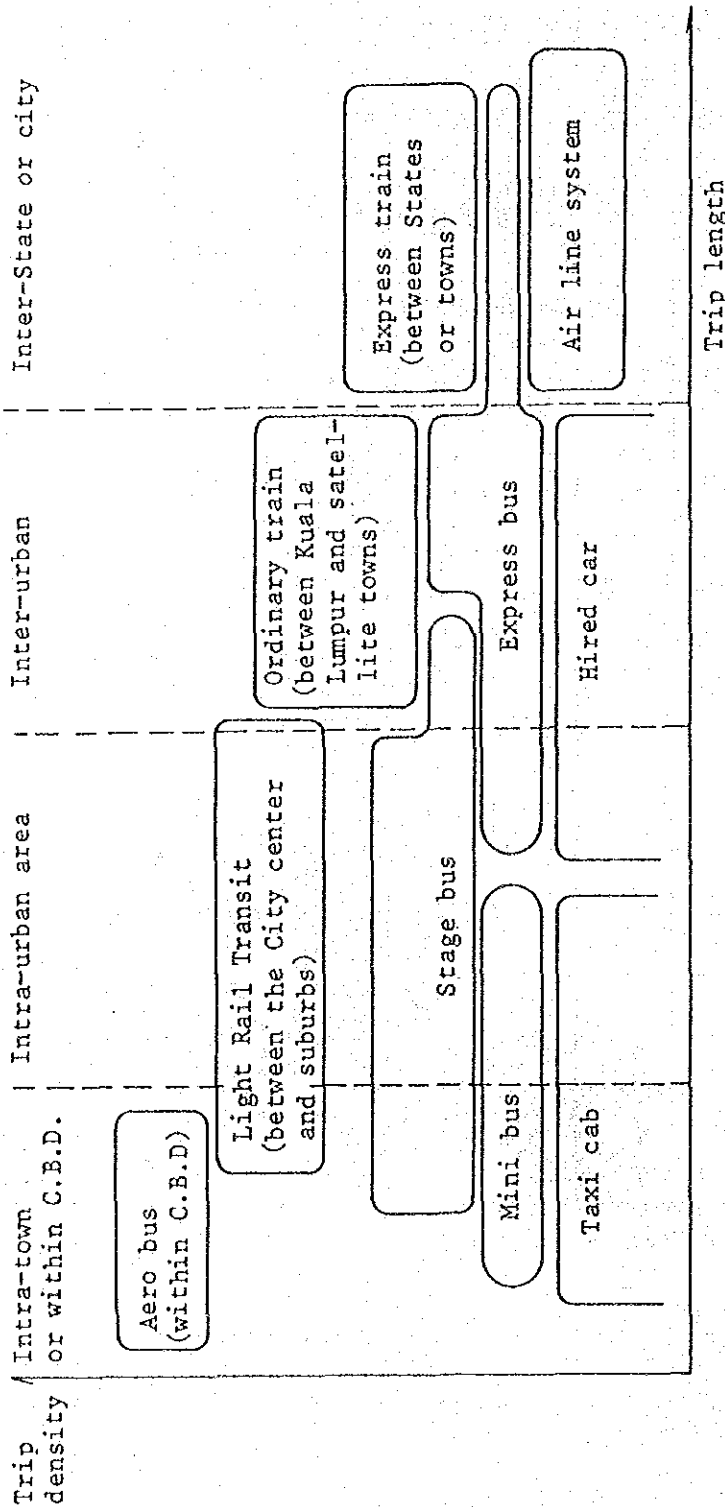 Trip
density
Intra-town
or within C.B.D.
Intra-urban area
Inter-urban
Inter-State or city
Aero bus
(within C.B.D)
Light Rail Transit
(between the City center
and suburbs)
Ordinary train
(between Kuala
Lumpur and satel-
lite towns)
Express train
(between States
or towns)
Stage bus
Mini bus
Express bus
Air line system
Taxi cab
Hired car
Trip length